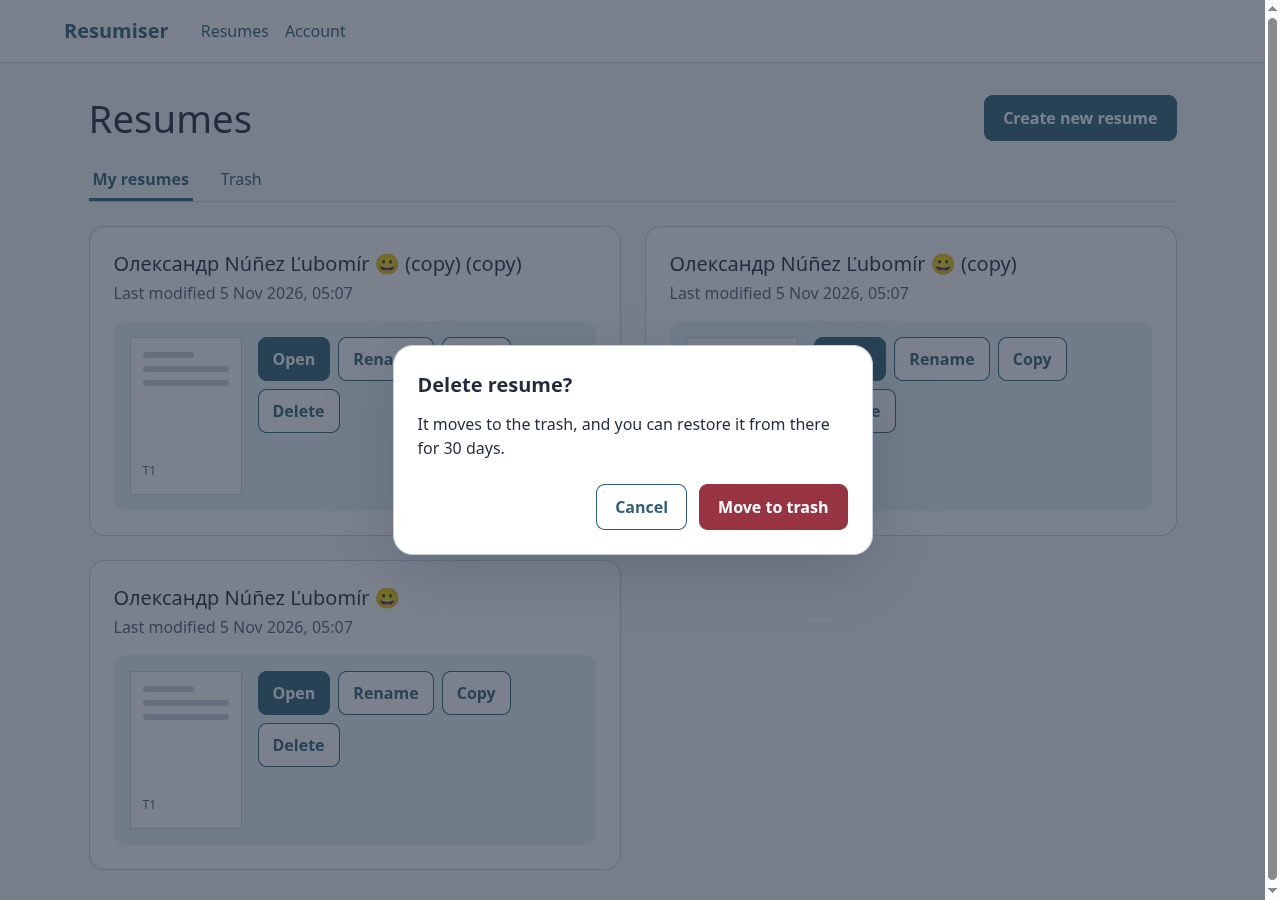 Resumiser
Resumes
Account
Resumes
Create new resume
My resumes
Trash
Олександр Núñez Ľubomír 😀 (copy) (copy)
Last modified 5 Nov 2026, 05:07
T1
Open
Rena
Delete
Олександр Núñez Ľubomír 😀 (copy)
Last modified 5 Nov 2026, 05:07
Rename
Copy
Delete resume?
It moves to the trash, and you can restore it from there
for 30 days.
Cancel
Move to trash
Олександр Núñez Ľubomír 😀
Last modified 5 Nov 2026, 05:07
T1
Open
Rename
Copy
Delete